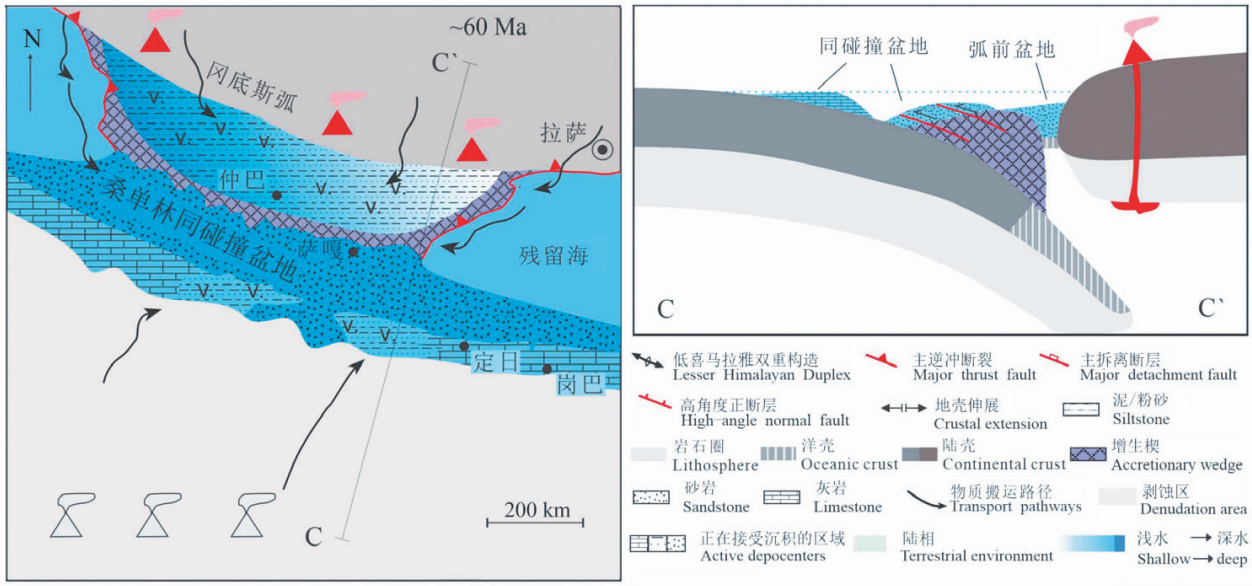 ~60 Ma
N
C`
冈底斯弧
拉萨
仲巴
桑单林同碰撞盆地
萨嘎
残留海
定日
岗巴
200 km
C
同碰撞盆地
弧前盆地
C
C`
低喜马拉雅双重构造
Lesser Himalayan Duplex
主逆冲断裂
Major thrust fault
主拆离断层
Major detachment fault
高角度正断层
High-angle normal fault
地壳伸展
Crustal extension
泥/粉砂
Siltstone
岩石圈
Lithosphere
洋壳
Oceanic crust
陆壳
Continental crust
增生楔
Accretionary wedge
砂岩
Sandstone
灰岩
Limestone
物质搬运路径
Transport pathways
剥蚀区
Denudation area
正在接受沉积的区域
Active depocenters
陆相
Terrestrial environment
浅水 → 深水
Shallow → deep